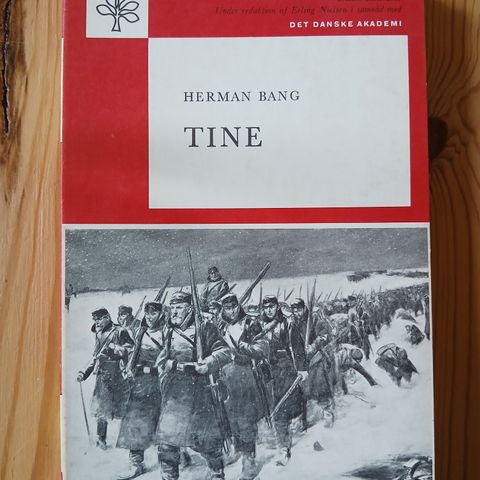 Under redaktion af Erling Nielsen i samråd med
DET DANSKE AKADEMI
HERMAN BANG
TINE